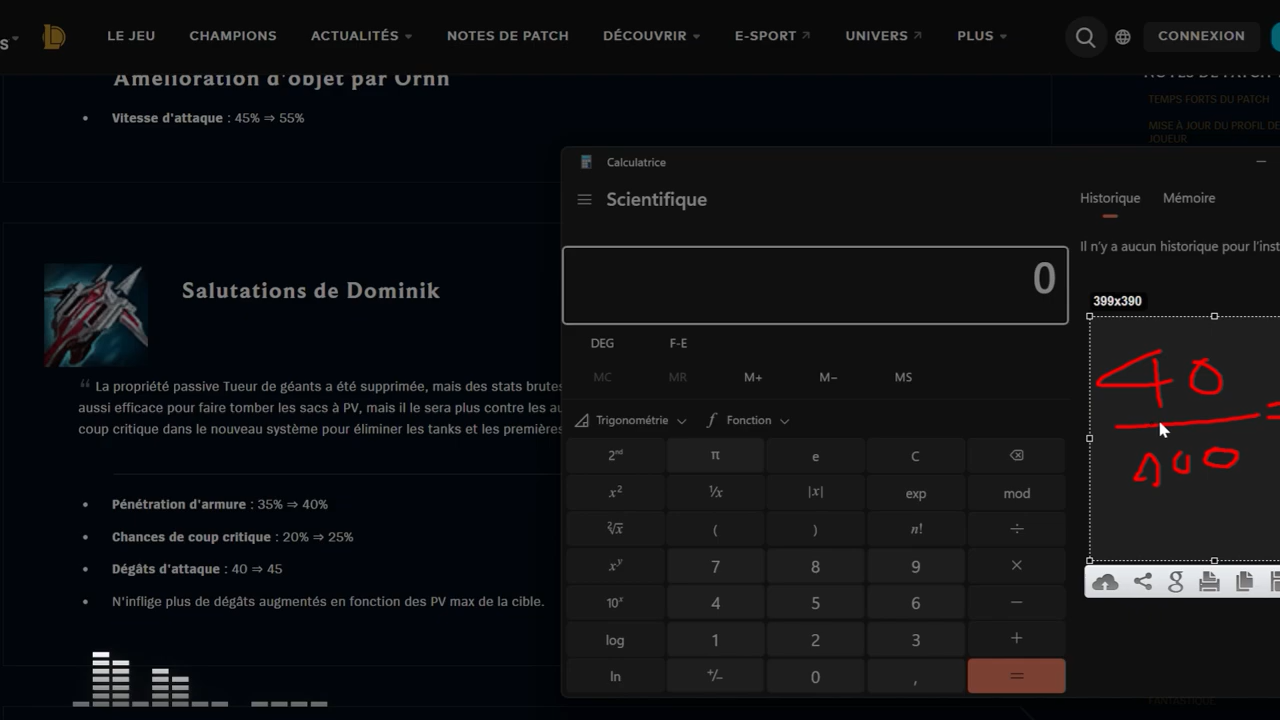 LE JEU CHAMPIONS ACTUALITÉS NOTES DE PATCH DÉCOUVRIR E-SPORT UNIVERS PLUS CONNEXION
Amélioration d'objet par Ornn
Vitesse d'attaque : 45% ⇒ 55%
NOTES DE PATCH
TEMPS FORTS DU PATCH
MISE À JOUR DU PROFIL DE
JOUEUR
Salutations de Dominik
La propriété passive Tueur de géants a été supprimée, mais des stats brutes
aussi efficace pour faire tomber les sacs à PV, mais il le sera plus contre les au
coup critique dans le nouveau système pour éliminer les tanks et les premières
Pénétration d'armure : 35% ⇒ 40%
Chances de coup critique : 20% ⇒ 25%
Dégâts d'attaque : 40 ⇒ 45
N'inflige plus de dégâts augmentés en fonction des PV max de la cible.
Calculatrice
Scientifique
Historique Mémoire
Il n'y a aucun historique pour l'inst
0
399x390
40
100
=
DEG F-E
MC MR M+ M− MS
Trigonométrie Fonction
2nd π e C
x² ¹/x |x| exp mod
²√x ( ) n! ÷
xʸ 7 8 9 ×
10ˣ 4 5 6 −
log 1 2 3 +
ln +/− 0 , =
FANTASTIQUE